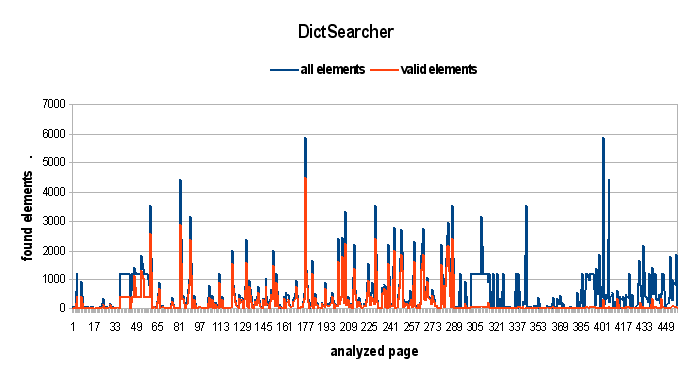 DictSearcher
all elements valid elements
7000
6000
5000
4000
3000
2000
1000
0
found elements .
1 17 33 49 65 81 97 113 129 145 161 177 193 209 225 241 257 273 289 305 321 337 353 369 385 401 417 433 449
analyzed page